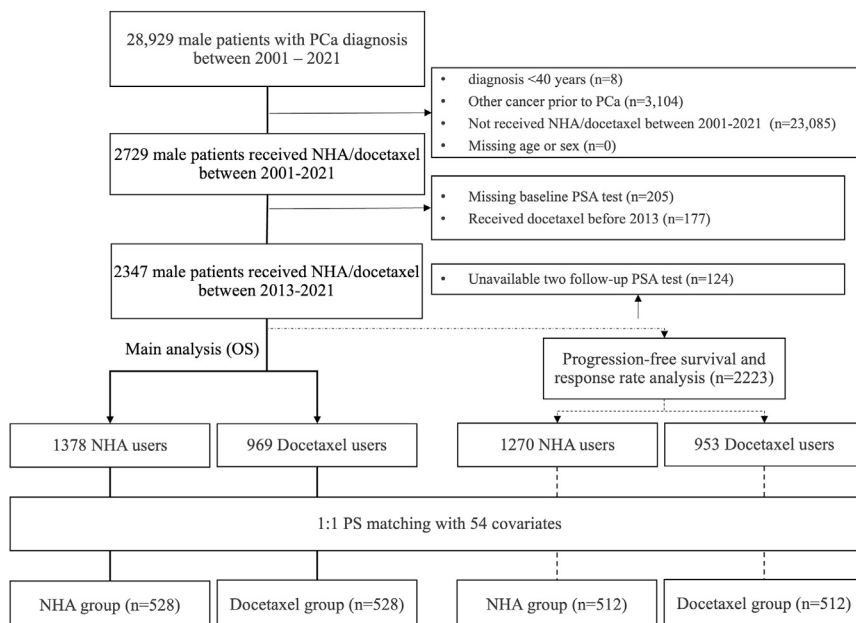 28,929 male patients with PCa diagnosis
between 2001 – 2021
• diagnosis <40 years (n=8)
• Other cancer prior to PCa (n=3,104)
• Not received NHA/docetaxel between 2001-2021 (n=23,085)
• Missing age or sex (n=0)
2729 male patients received NHA/docetaxel
between 2001-2021
• Missing baseline PSA test (n=205)
• Received docetaxel before 2013 (n=177)
2347 male patients received NHA/docetaxel
between 2013-2021
• Unavailable two follow-up PSA test (n=124)
Main analysis (OS)
Progression-free survival and
response rate analysis (n=2223)
1378 NHA users
969 Docetaxel users
1270 NHA users
953 Docetaxel users
1:1 PS matching with 54 covariates
NHA group (n=528)
Docetaxel group (n=528)
NHA group (n=512)
Docetaxel group (n=512)